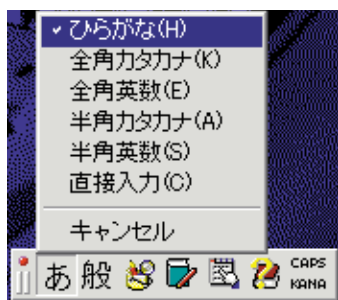 ひらがな(H)
全角カタカナ(K)
全角英数(E)
半角カタカナ(A)
半角英数(S)
直接入力(C)
キャンセル
あ 般 CAPS
KANA